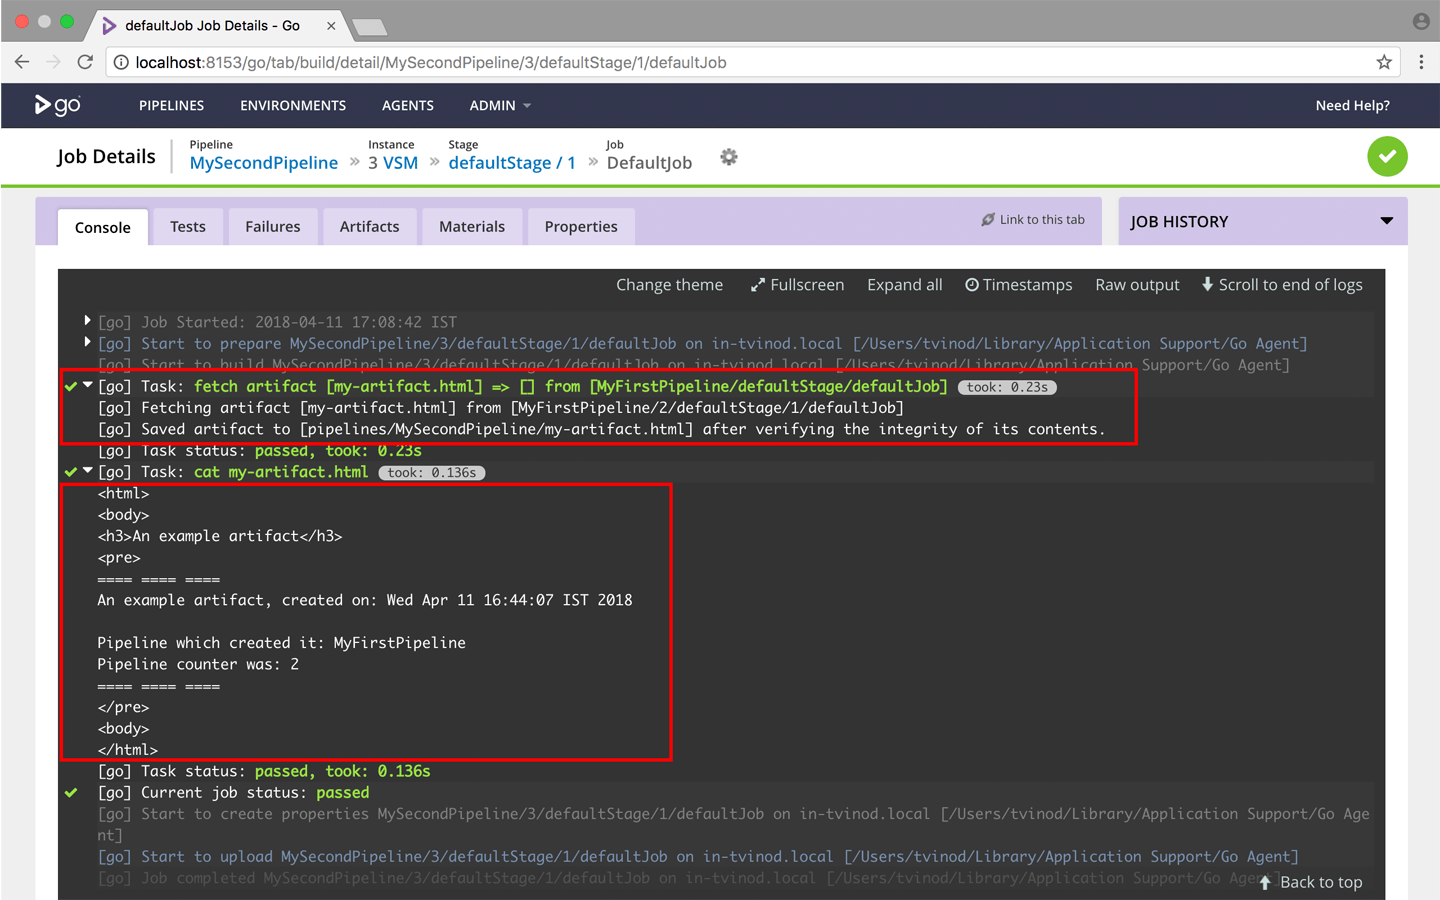 defaultJob Job Details - Go
localhost:8153/go/tab/build/detail/MySecondPipeline/3/defaultStage/1/defaultJob
go PIPELINES ENVIRONMENTS AGENTS ADMIN Need Help?
Job Details
Pipeline Instance Stage Job
MySecondPipeline » 3 VSM » defaultStage / 1 » DefaultJob
Console Tests Failures Artifacts Materials Properties Link to this tab JOB HISTORY
Change theme Fullscreen Expand all Timestamps Raw output Scroll to end of logs
[go] Job Started: 2018-04-11 17:08:42 IST
[go] Start to prepare MySecondPipeline/3/defaultStage/1/defaultJob on in-tvinod.local [/Users/tvinod/Library/Application Support/Go Agent]
[go] Start to build MySecondPipeline/3/defaultStage/1/defaultJob on in-tvinod.local [/Users/tvinod/Library/Application Support/Go Agent]
[go] Task: fetch artifact [my-artifact.html] => [] from [MyFirstPipeline/defaultStage/defaultJob] took: 0.23s
[go] Fetching artifact [my-artifact.html] from [MyFirstPipeline/2/defaultStage/1/defaultJob]
[go] Saved artifact to [pipelines/MySecondPipeline/my-artifact.html] after verifying the integrity of its contents.
[go] Task status: passed, took: 0.23s
[go] Task: cat my-artifact.html took: 0.136s
<html>
<body>
<h3>An example artifact</h3>
<pre>
==== ==== ====
An example artifact, created on: Wed Apr 11 16:44:07 IST 2018
Pipeline which created it: MyFirstPipeline
Pipeline counter was: 2
==== ==== ====
</pre>
<body>
</html>
[go] Task status: passed, took: 0.136s
[go] Current job status: passed
[go] Start to create properties MySecondPipeline/3/defaultStage/1/defaultJob on in-tvinod.local [/Users/tvinod/Library/Application Support/Go Age
nt]
[go] Start to upload MySecondPipeline/3/defaultStage/1/defaultJob on in-tvinod.local [/Users/tvinod/Library/Application Support/Go Agent]
[go] Job completed MySecondPipeline/3/defaultStage/1/defaultJob on in-tvinod.local [/Users/tvinod/Library/Application Support/Go Agent]
Back to top